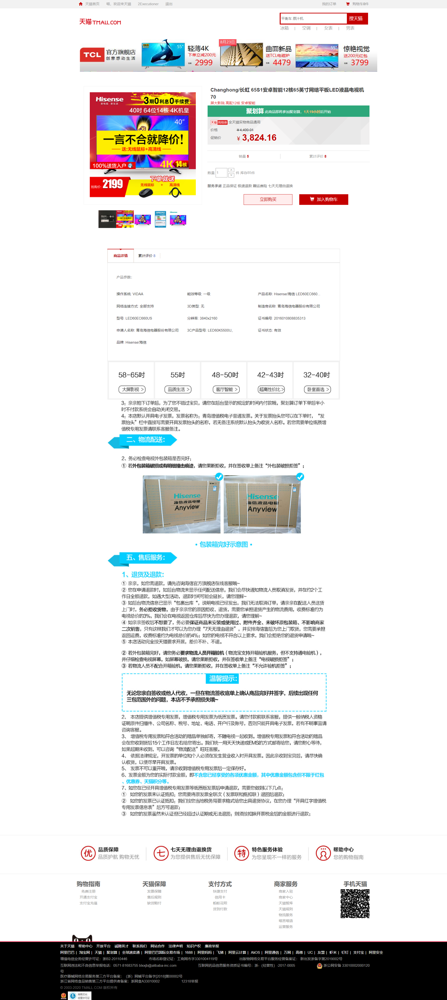 天猫首页 喵，欢迎来天猫 2Executioner 退出 我的订单 购物车0件
天猫 TMALL.COM
平衡车 原汁机 搜天猫
冰箱 | 空调 | 女表 | 男表
TCL 官方旗舰店
创意感动生活
55"
轻薄4K
下单立减200元
2999
8月23日
55"
曲面新品
送TCL电磁炉
4479
55"
惊艳视觉
送200元红包
3799
Hisense
新电视 新生活
3期0利息0手续费
40吋 64位14核 4K机皇
40"
一言不合就降价!
送:无线鼠标+高清线
100%送货入户
4K 14核
抢购价: 2199
下单就送
无线鼠标 + 高清线
Changhong/长虹 65S1安卓智能12核65英寸网络平板LED液晶电视机
70
屏大影院 高配12核 安卓智能
聚划算 此商品即将参加聚划算，1天19小时后开始
天猫 购物券 全天猫实物商品通用
价格 ¥ 4,499.01
促销价 ¥ 3,824.16
销量 5 累计评价 8
数量 1 件 库存85件
服务承诺 正品保证 极速退款 赠运费险 七天无理由退换
立即购买 加入购物车
商品详情 累计评价 8
产品参数：
操作系统: VIDAA 能效等级: 一级 产品名称: Hisense/海信 LED60EC660...
网络连接方式: 全部支持 3D类型: 无 制造商名称: 青岛海信电器股份有限公司
型号: LED60EC660US 分辨率: 3840x2160 证书编号: 2016010808835313
申请人名称: 青岛海信电器股份有限公司 3C产品型号: LED60K5500U、 证书状态: 有效
品牌: Hisense/海信
58-65吋 55吋 48-50吋 42-43吋 32-40吋
大屏影视 > 品质生活 > 客厅智能 > 超高性价比> 卧室首选 >
3；亲亲拍下订单后，为了您不错过宝贝，请您在后台显示的规定的时间内付款哦，聚划算订单下单后半小
时不付款系统会自动关闭交易。
4；本店默认开具电子发票，发票名称为；青岛增值税电子普通发票。关于发票抬头您可以在下单时，“发
票抬头”栏中直接写需要开具发票抬头的名称，若无备注系统默认抬头为收货人名称。若您需要单位纸质增
值税专用发票请联系客服备注。
二、物流配送：
2、务必检查电视外包装箱是否完好；
① 若外包装箱破损或有明细撞击痕迹，请您果断拒收，并在签收单上备注“外包装破损拒签”；
Hisense
海信液晶电视
Anyview
Hisense
海信液晶电视
Anyview
• 包装箱完好示意图 •
五、售后服务：
1、退货及退款：
① 亲亲，如您需退款，请先咨询海信官方旗舰店在线客服哦~
② 您在申请退款时，如后台物流未显示任何配送信息，我们会尽快通知物流人员取消发货，并在约2个工
作日全额退款，如遇大型活动，退款时间可能会延长，请您理解~
③ 如后台物流信息已显示“包裹出库“，说明电视已经发出，我们无法取消订单，请亲亲在配送人员送货
上门时，务必拒收货物，由于亲亲您的原因拒收、退货，需要您承担退货产生的物流费用，收费标准约为
电视总价的3%，我们会在电视返回仓库后尽快为您办理退款，请您理解~
④ 如亲亲签收后不想要了，务必要保证商品未安装或使用过、附件齐全、未破坏原包装箱、不影响商家
二次销售，只有这样我们才可以为您办理“7天无理由退货”，并安排海信售后为您上门取货，您需要承担
返回运费，收费标准约为电视总价的4%；如您的电视不符合以上要求，我们会拒绝您的退货申请哦~
⑤ 本店活动完全按天猫要求开展，差价不补、不退。
② 若外包装箱完好，请您务必要求物流人员开箱验机（物流宝支持开箱验机服务，但不支持通电验机），
并仔细检查电视屏幕，如屏幕破损，请您果断拒收，并在签收单上备注“电视破损拒签”；
③ 若物流人员不配合开箱验机，请您果断拒收，并在签收单上备注“不允许验机拒签”；
温馨提示：
无论您亲自签收或他人代收，一旦在物流签收底单上确认商品完好并签字，后续出现任何
三包范围外的问题，本店不予承担损失哦~
2、 本店提供增值税专用发票，增值税专用发票为纸质发票。请您付款前联系客服，提供一般纳税人资格
证明原件扫描件、公司名称、税号、地址、电话、开户行及账号，否则只能开具电子发票，若有不明事宜请
咨询客服。
3、 增值税专用发票和符合活动的赠品单独邮寄，不随电视一起收到。增值税专用发票和符合活动的赠品
会在您收到货后15个工作日左右给您寄出。我们统一用天天快递或EMS的方式邮寄给您，请您耐心等待，
如果超期未收到，可以咨询“物流配送”旺旺客服。
4、 依据法律规定，开发票的单位和个人必须在发生营业收入时开具发票。因此亲收到宝贝后，请尽快确
认收货，以便尽早开具发票。
5、 发票不可以重开哦，请亲收到增值税专用发票后一定保存好。
6、发票金额为您的实际付款金额，即不含您已经享受的各项优惠金额，其中优惠金额包含但不限于红包
、优惠券、天猫积分等。
7、如您在已经开具增值税专用发票等纸质版发票后申请退款，需要您做到以下几点；
① 如您的发票未认证抵扣；您需要将原发票全联次（发票联和抵扣联）退回后退款；
② 如您的发票已认证抵扣；我们按您当地税务局要求格式给您出具退货协议，在您办理“开具红字增值税
专用发票信息表”后方可退款；
③ 如您的发票虽然未认证但已经超过认证期或无法退回；则须按扣除开票税金后的金额进行退款；
优 品质保障 七 七天无理由退换货 特 特色服务体验 帮助中心
品质护航 购物无忧 为您提供售后无忧保障 为您呈现不一样的服务 您的购物指南
购物指南 天猫保障 支付方式 商家服务 手机天猫
免费注册 发票保障 快捷支付 商家入驻
开通支付宝 售后规则 信用卡 商家中心
支付宝充值 缺货赔付 蚂蚁花呗 天猫智库
货到付款 天猫规则
物流服务
喵言喵语
运营服务
关于天猫 帮助中心 开放平台 诚聘英才 联系我们 网站合作 法律声明 知识产权 廉政举报
阿里巴巴 | 淘宝网 | 天猫 | 聚划算 | 全球速卖通 | 阿里巴巴国际交易市场 | 1688 | 阿里妈妈 | 飞猪 | 阿里云计算 | AliOS | 阿里通信 | 万网 | 高德 | UC | 友盟 | 虾米 | 钉钉 | 支付宝 | 阿里安全
增值电信业务经营许可证：浙B2-20110446 市场名称登记证：工商网市字3301004119号 出版物网络交易平台服务经营备案证： 新出发浙备字第2019002号
互联网违法和不良信息举报电话：0571-81683755 blxxjb@alibaba-inc.com 互联网药品信息服务资质证书编号：浙-（经营性）-2017-0005 浙公网安备 33010002000120
号
医疗器械网络交易服务第三方平台备案：（浙）网械平台备字[2018]第00002号
浙江省网络食品销售第三方平台提供者备案：浙网食A33010002 12318举报
© 2003-2020 TMALL.COM 版权所有
网络文化
经营许可证